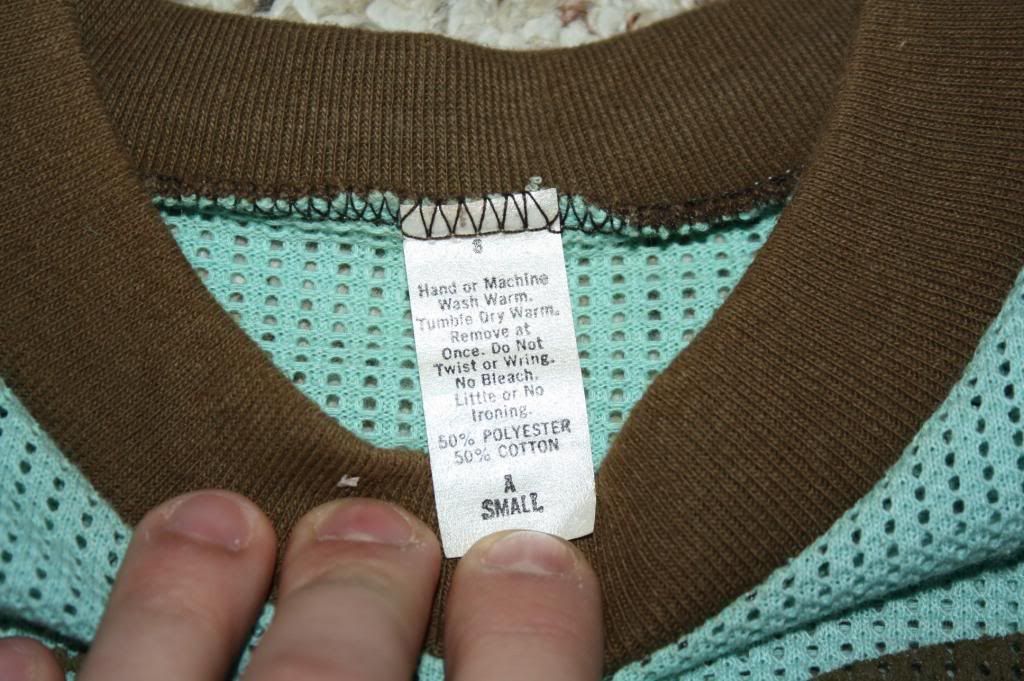 8
Hand or Machine
Wash Warm.
Tumble Dry Warm.
Remove at
Once. Do Not
Twist or Wring.
No Bleach.
Little or No
Ironing.
50% POLYESTER
50% COTTON
A
SMALL